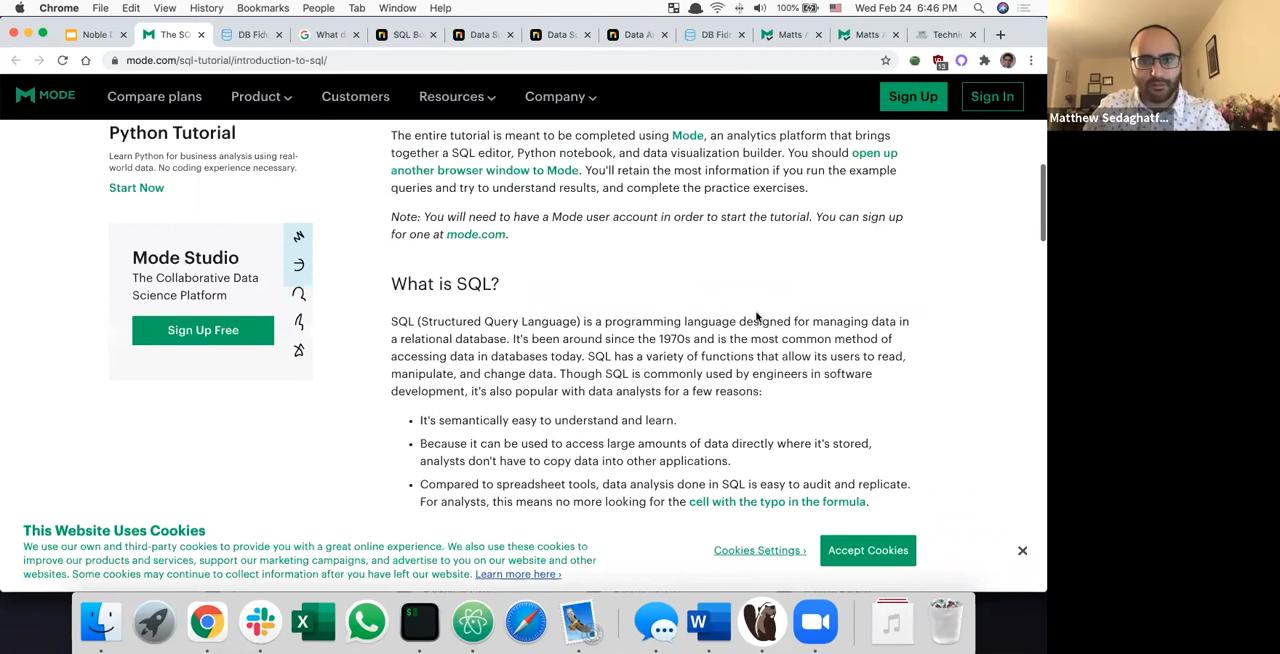 Chrome File Edit View History Bookmarks People Tab Window Help 100% Wed Feb 24 6:46 PM
Noble The SQ DB Fid What d SQL Data S Data S Data A DB Fid Matts Matts Techni
mode.com/sql-tutorial/introduction-to-sql/
13
MODE Compare plans Product Customers Resources Company Sign Up Sign In
Matthew Sedaghatf...
Python Tutorial
Learn Python for business analysis using real-
world data. No coding experience necessary.
Start Now
Mode Studio
The Collaborative Data
Science Platform
Sign Up Free
The entire tutorial is meant to be completed using Mode, an analytics platform that brings
together a SQL editor, Python notebook, and data visualization builder. You should open up
another browser window to Mode. You'll retain the most information if you run the example
queries and try to understand results, and complete the practice exercises.
Note: You will need to have a Mode user account in order to start the tutorial. You can sign up
for one at mode.com.
What is SQL?
SQL (Structured Query Language) is a programming language designed for managing data in
a relational database. It's been around since the 1970s and is the most common method of
accessing data in databases today. SQL has a variety of functions that allow its users to read,
manipulate, and change data. Though SQL is commonly used by engineers in software
development, it's also popular with data analysts for a few reasons:
• It's semantically easy to understand and learn.
• Because it can be used to access large amounts of data directly where it's stored,
analysts don't have to copy data into other applications.
• Compared to spreadsheet tools, data analysis done in SQL is easy to audit and replicate.
For analysts, this means no more looking for the cell with the typo in the formula.
This Website Uses Cookies
We use our own and third-party cookies to provide you with a great online experience. We also use these cookies to
improve our products and services, support our marketing campaigns, and advertise to you on our website and other
websites. Some cookies may continue to collect information after you have left our website. Learn more here ›
Cookies Settings ›
Accept Cookies